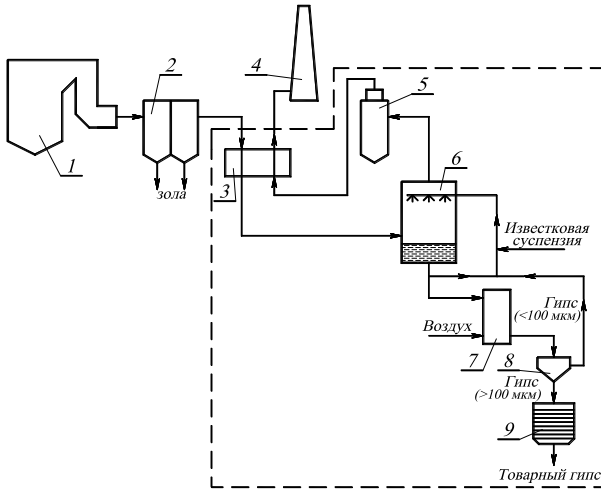 4
2
5
1
3
6
зола
Известковая
суспензия
Гипс
(<100 мкм)
Воздух
7
8
Гипс
(>100 мкм)
9
Товарный гипс